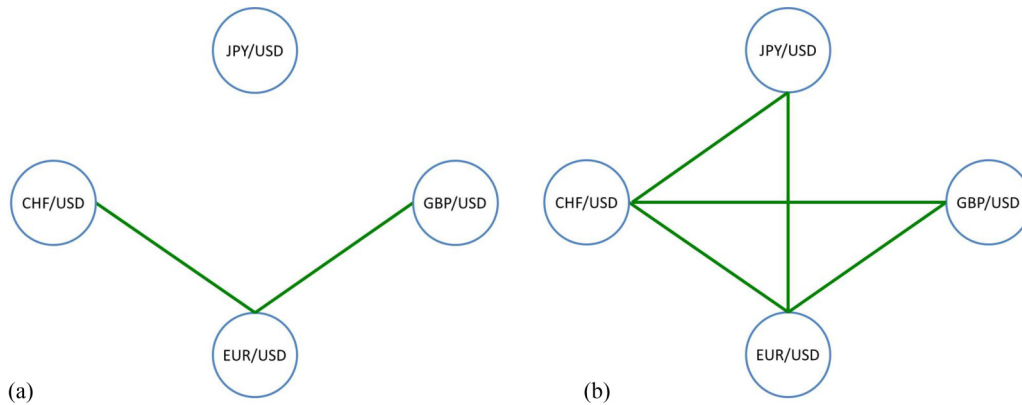 JPY/USD
CHF/USD
GBP/USD
EUR/USD
(a)
JPY/USD
CHF/USD
GBP/USD
EUR/USD
(b)